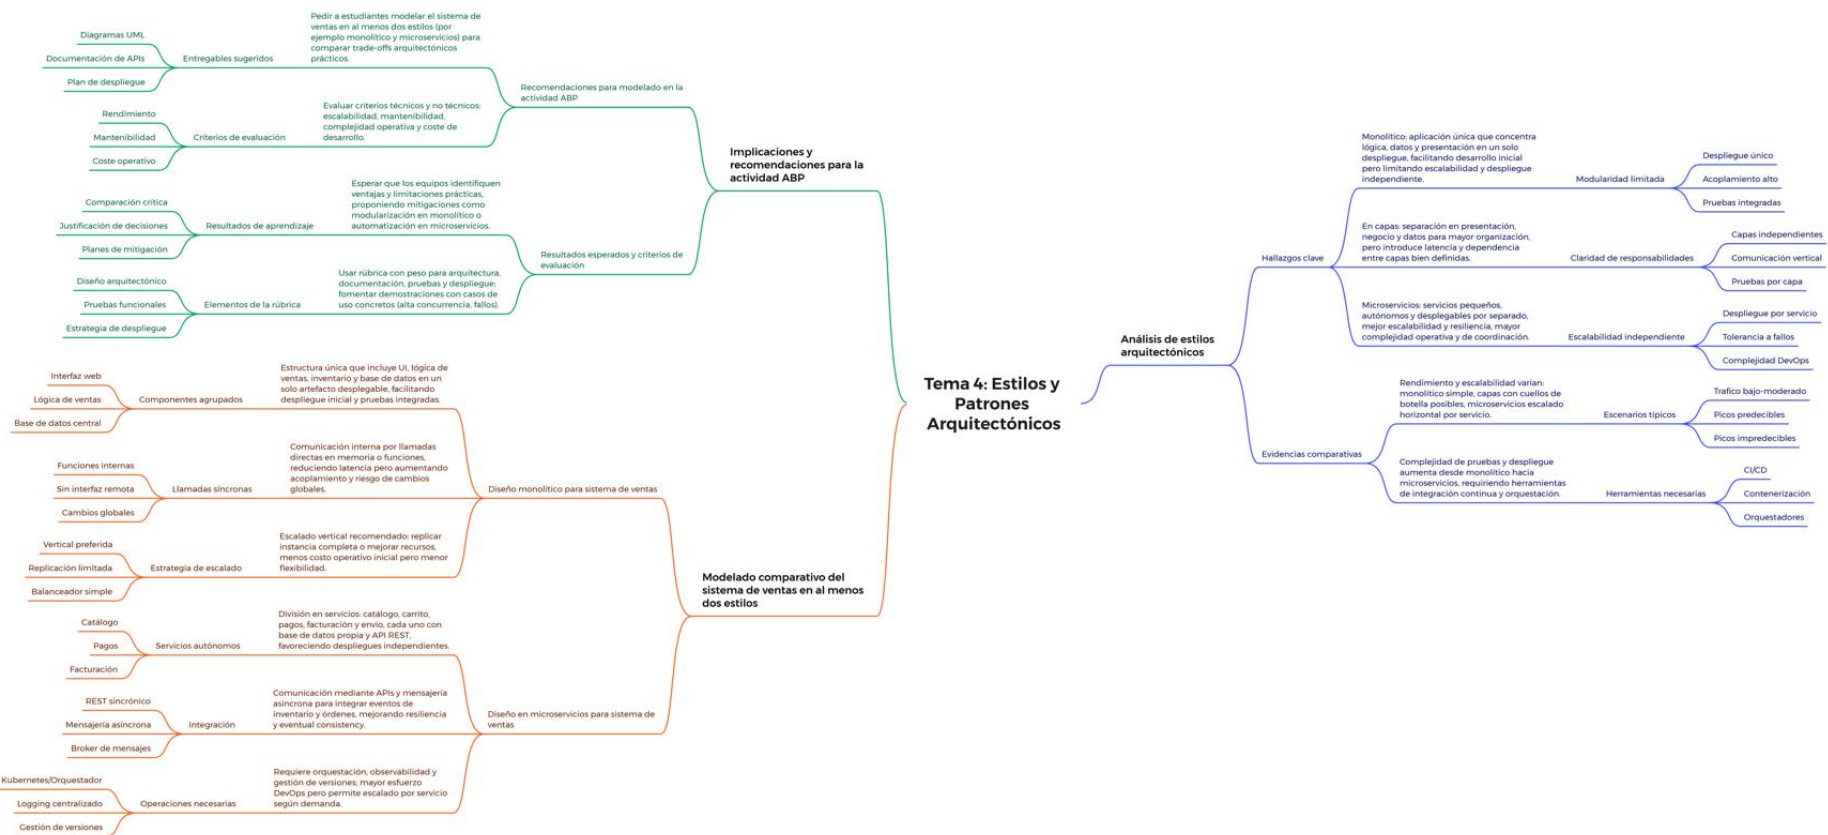 Tema 4: Estilos y
Patrones
Arquitectónicos
Implicaciones y
recomendaciones para la
actividad ABP
Recomendaciones para modelado en la
actividad ABP
Pedir a estudiantes modelar el sistema de
ventas en al menos dos estilos (por
ejemplo monolítico y microservicios) para
comparar trade-offs arquitectónicos
prácticos.
Entregables sugeridos
Diagramas UML
Documentación de APIs
Plan de despliegue
Evaluar criterios técnicos y no técnicos:
escalabilidad, mantenibilidad,
complejidad operativa y coste de
desarrollo.
Criterios de evaluación
Rendimiento
Mantenibilidad
Coste operativo
Resultados esperados y criterios de
evaluación
Esperar que los equipos identifiquen
ventajas y limitaciones prácticas,
proponiendo mitigaciones como
modularización en monolítico o
automatización en microservicios.
Resultados de aprendizaje
Comparación crítica
Justificación de decisiones
Planes de mitigación
Usar rúbrica con peso para arquitectura,
documentación, pruebas y despliegue;
fomentar demostraciones con casos de
uso concretos (alta concurrencia, fallos).
Elementos de la rúbrica
Diseño arquitectónico
Pruebas funcionales
Estrategia de despliegue
Modelado comparativo del
sistema de ventas en al menos
dos estilos
Diseño monolítico para sistema de ventas
Estructura única que incluye UI, lógica de
ventas, inventario y base de datos en un
solo artefacto desplegable, facilitando
despliegue inicial y pruebas integradas.
Componentes agrupados
Interfaz web
Lógica de ventas
Base de datos central
Comunicación interna por llamadas
directas en memoria o funciones,
reduciendo latencia pero aumentando
acoplamiento y riesgo de cambios
globales.
Llamadas síncronas
Funciones internas
Sin interfaz remota
Cambios globales
Escalado vertical recomendado: replicar
instancia completa o mejorar recursos,
menos costo operativo inicial pero menor
flexibilidad.
Estrategia de escalado
Vertical preferida
Replicación limitada
Balanceador simple
Diseño en microservicios para sistema de
ventas
División en servicios: catálogo, carrito,
pagos, facturación y envío, cada uno con
base de datos propia y API REST,
favoreciendo despliegues independientes.
Servicios autónomos
Catálogo
Pagos
Facturación
Comunicación mediante APIs y mensajería
asíncrona para integrar eventos de
inventario y órdenes, mejorando resiliencia
y eventual consistency.
Integración
REST sincrónico
Mensajería asíncrona
Broker de mensajes
Requiere orquestación, observabilidad y
gestión de versiones; mayor esfuerzo
DevOps pero permite escalado por servicio
según demanda.
Operaciones necesarias
Kubernetes/Orquestador
Logging centralizado
Gestión de versiones
Análisis de estilos
arquitectónicos
Hallazgos clave
Monolítico: aplicación única que concentra
lógica, datos y presentación en un solo
despliegue, facilitando desarrollo inicial
pero limitando escalabilidad y despliegue
independiente.
Modularidad limitada
Despliegue único
Acoplamiento alto
Pruebas integradas
En capas: separación en presentación,
negocio y datos para mayor organización,
pero introduce latencia y dependencia
entre capas bien definidas.
Claridad de responsabilidades
Capas independientes
Comunicación vertical
Pruebas por capa
Microservicios: servicios pequeños,
autónomos y desplegables por separado,
mejor escalabilidad y resiliencia, mayor
complejidad operativa y de coordinación.
Escalabilidad independiente
Despliegue por servicio
Tolerancia a fallos
Complejidad DevOps
Evidencias comparativas
Rendimiento y escalabilidad varían:
monolítico simple, capas con cuellos de
botella posibles, microservicios escalado
horizontal por servicio.
Escenarios típicos
Trafico bajo-moderado
Picos predecibles
Picos impredecibles
Complejidad de pruebas y despliegue
aumenta desde monolítico hacia
microservicios, requiriendo herramientas
de integración continua y orquestación.
Herramientas necesarias
CI/CD
Contenerización
Orquestadores